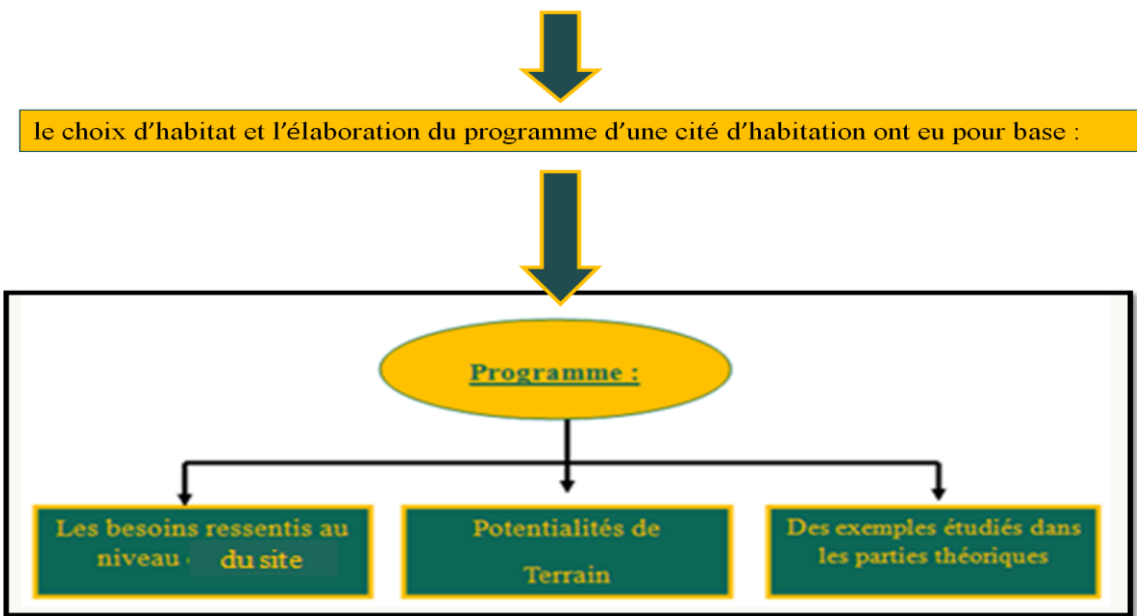 le choix d'habitat et l'élaboration du programme d'une cité d'habitation ont eu pour base :
Programme :
Les besoins ressentis au
niveau du site
Potentialités de
Terrain
Des exemples étudiés dans
les parties théoriques